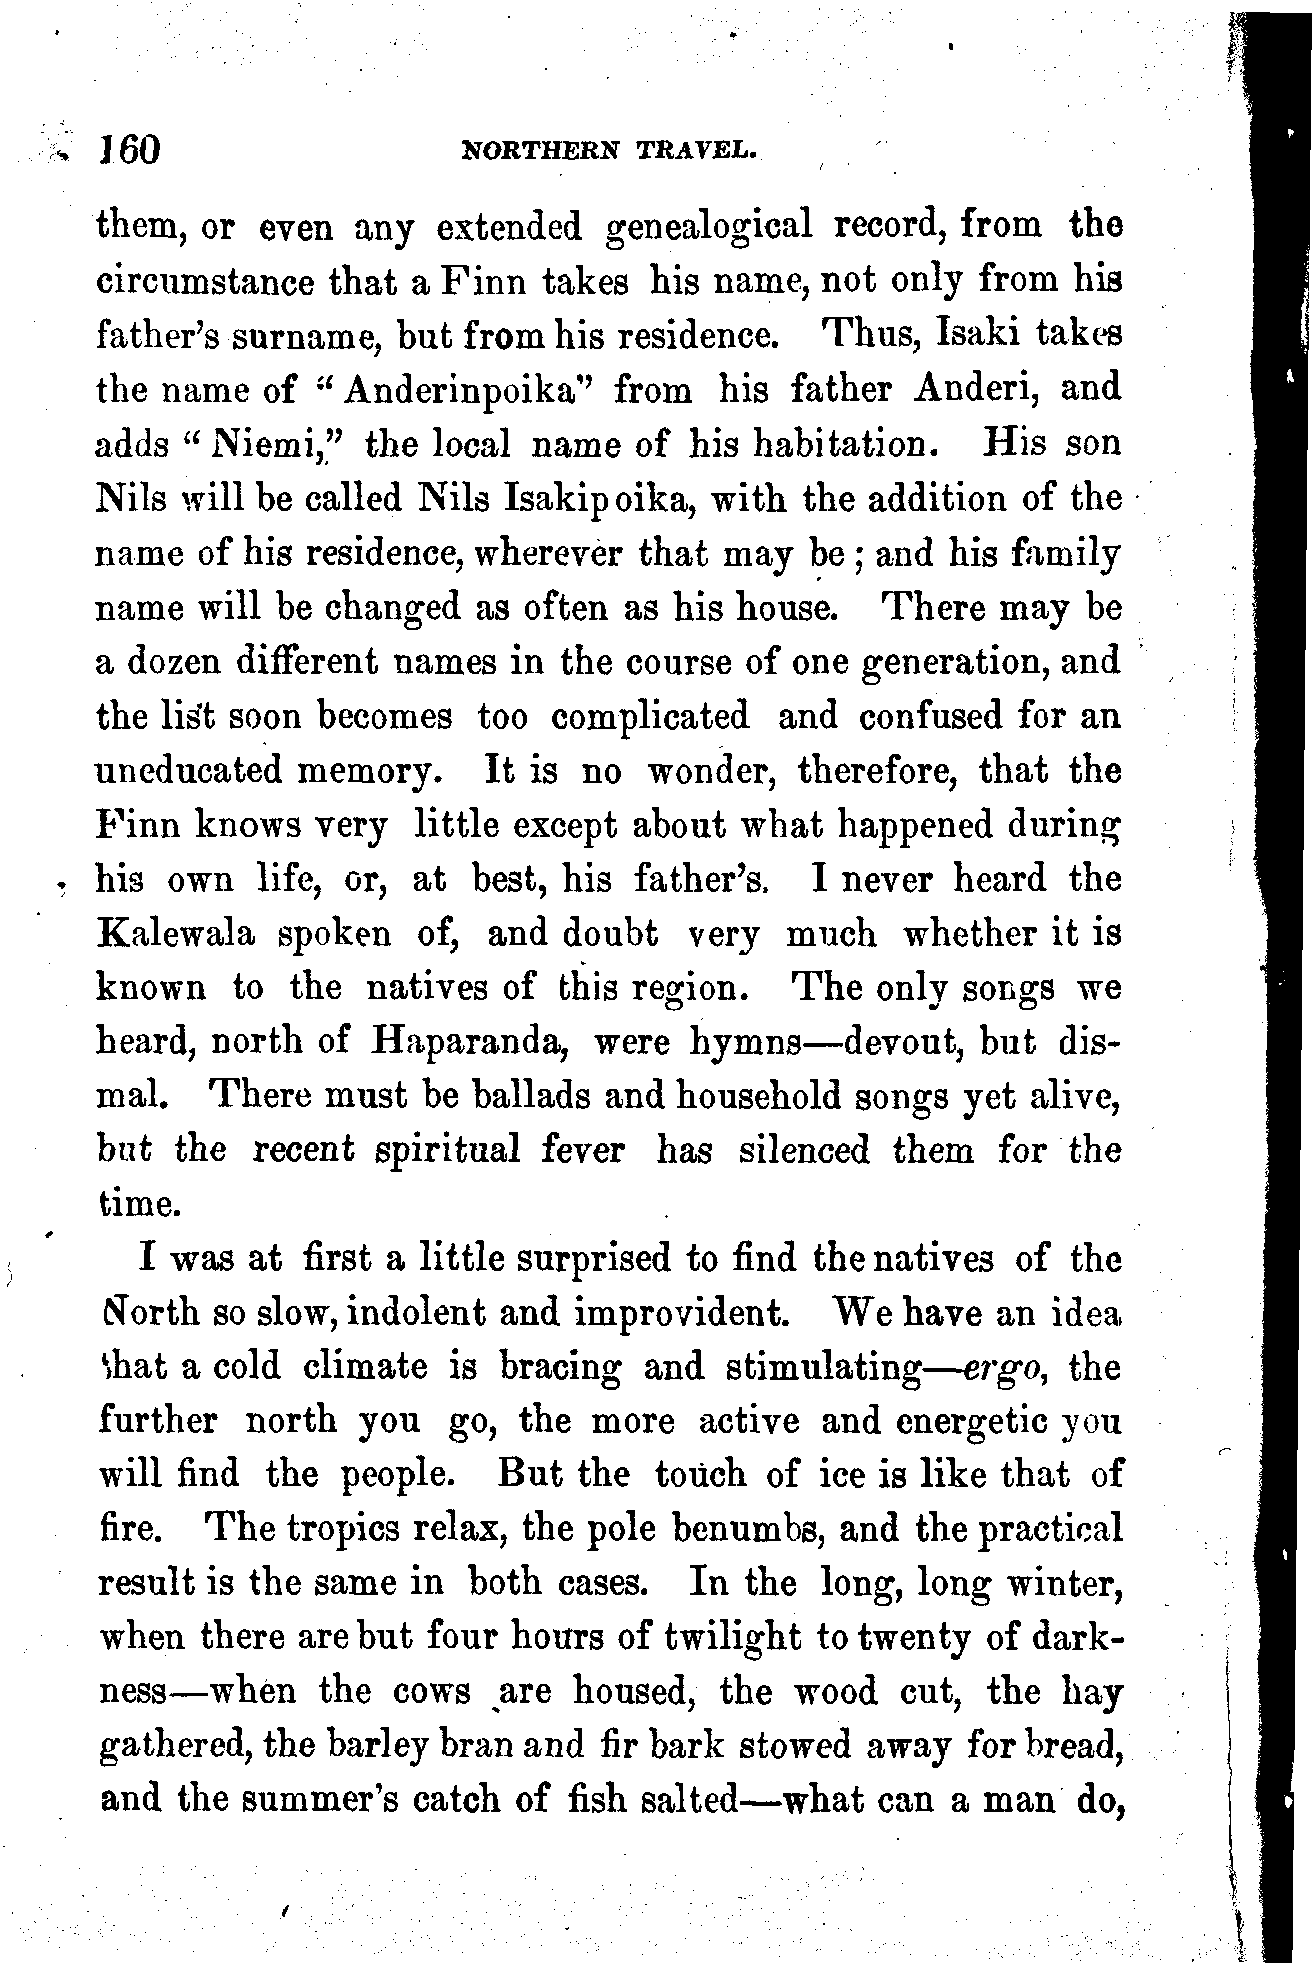 160 NORTHERN TRAVEL.
them, or even any extended genealogical record, from the
circumstance that a Finn takes his name, not only from his
father's surname, but from his residence. Thus, Isaki takes
the name of "Anderinpoika" from his father Anderi, and
adds "Niemi," the local name of his habitation. His son
Nils will be called Nils Isakipoika, with the addition of the
name of his residence, wherever that may be; and his family
name will be changed as often as his house. There may be
a dozen different names in the course of one generation, and
the list soon becomes too complicated and confused for an
uneducated memory. It is no wonder, therefore, that the
Finn knows very little except about what happened during
his own life, or, at best, his father's. I never heard the
Kalewala spoken of, and doubt very much whether it is
known to the natives of this region. The only songs we
heard, north of Haparanda, were hymns—devout, but dis-
mal. There must be ballads and household songs yet alive,
but the recent spiritual fever has silenced them for the
time.
I was at first a little surprised to find the natives of the
North so slow, indolent and improvident. We have an idea
that a cold climate is bracing and stimulating—ergo, the
further north you go, the more active and energetic you
will find the people. But the touch of ice is like that of
fire. The tropics relax, the pole benumbs, and the practical
result is the same in both cases. In the long, long winter,
when there are but four hours of twilight to twenty of dark-
ness—when the cows are housed, the wood cut, the hay
gathered, the barley bran and fir bark stowed away for bread,
and the summer's catch of fish salted—what can a man do,